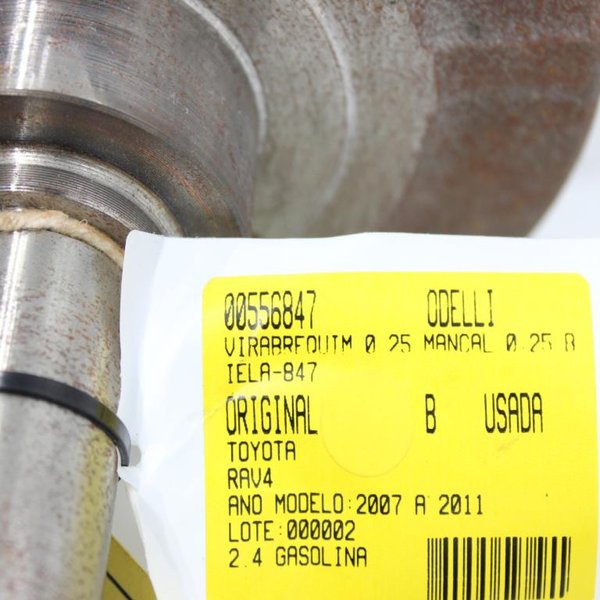 00556847 ODELLI
VIRABREQUIM 0.25 MANCAL 0.25 B
IELA-847
ORIGINAL B USADA
TOYOTA
RAV4
ANO MODELO:2007 A 2011
LOTE:000002
2.4 GASOLINA